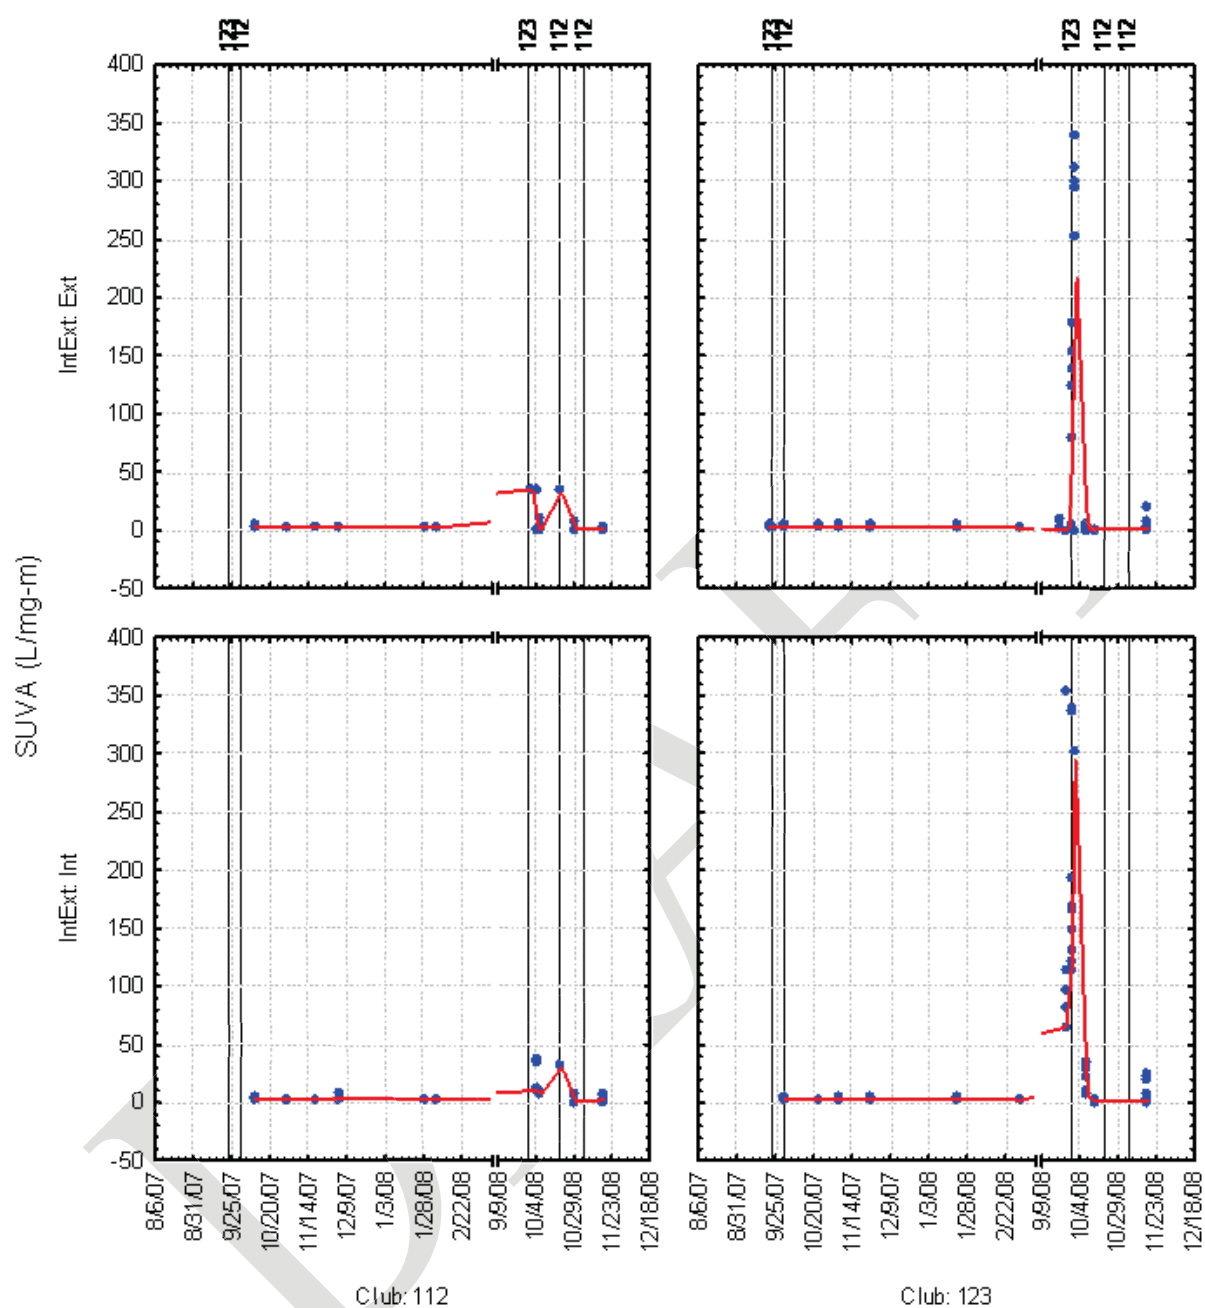 123 112 123 112 112 123 112 123 112 112
400 350 300 250 200 150 100 50 0 -50
IntExt: Ext
SUVA (L/mg-m)
400 350 300 250 200 150 100 50 0 -50
IntExt: Int
8/6/07 8/31/07 9/25/07 10/20/07 11/14/07 12/9/07 1/3/08 1/28/08 2/22/08 9/9/08 10/4/08 10/29/08 11/23/08 12/18/08
8/6/07 8/31/07 9/25/07 10/20/07 11/14/07 12/9/07 1/3/08 1/28/08 2/22/08 9/9/08 10/4/08 10/29/08 11/23/08 12/18/08
Club: 112 Club: 123